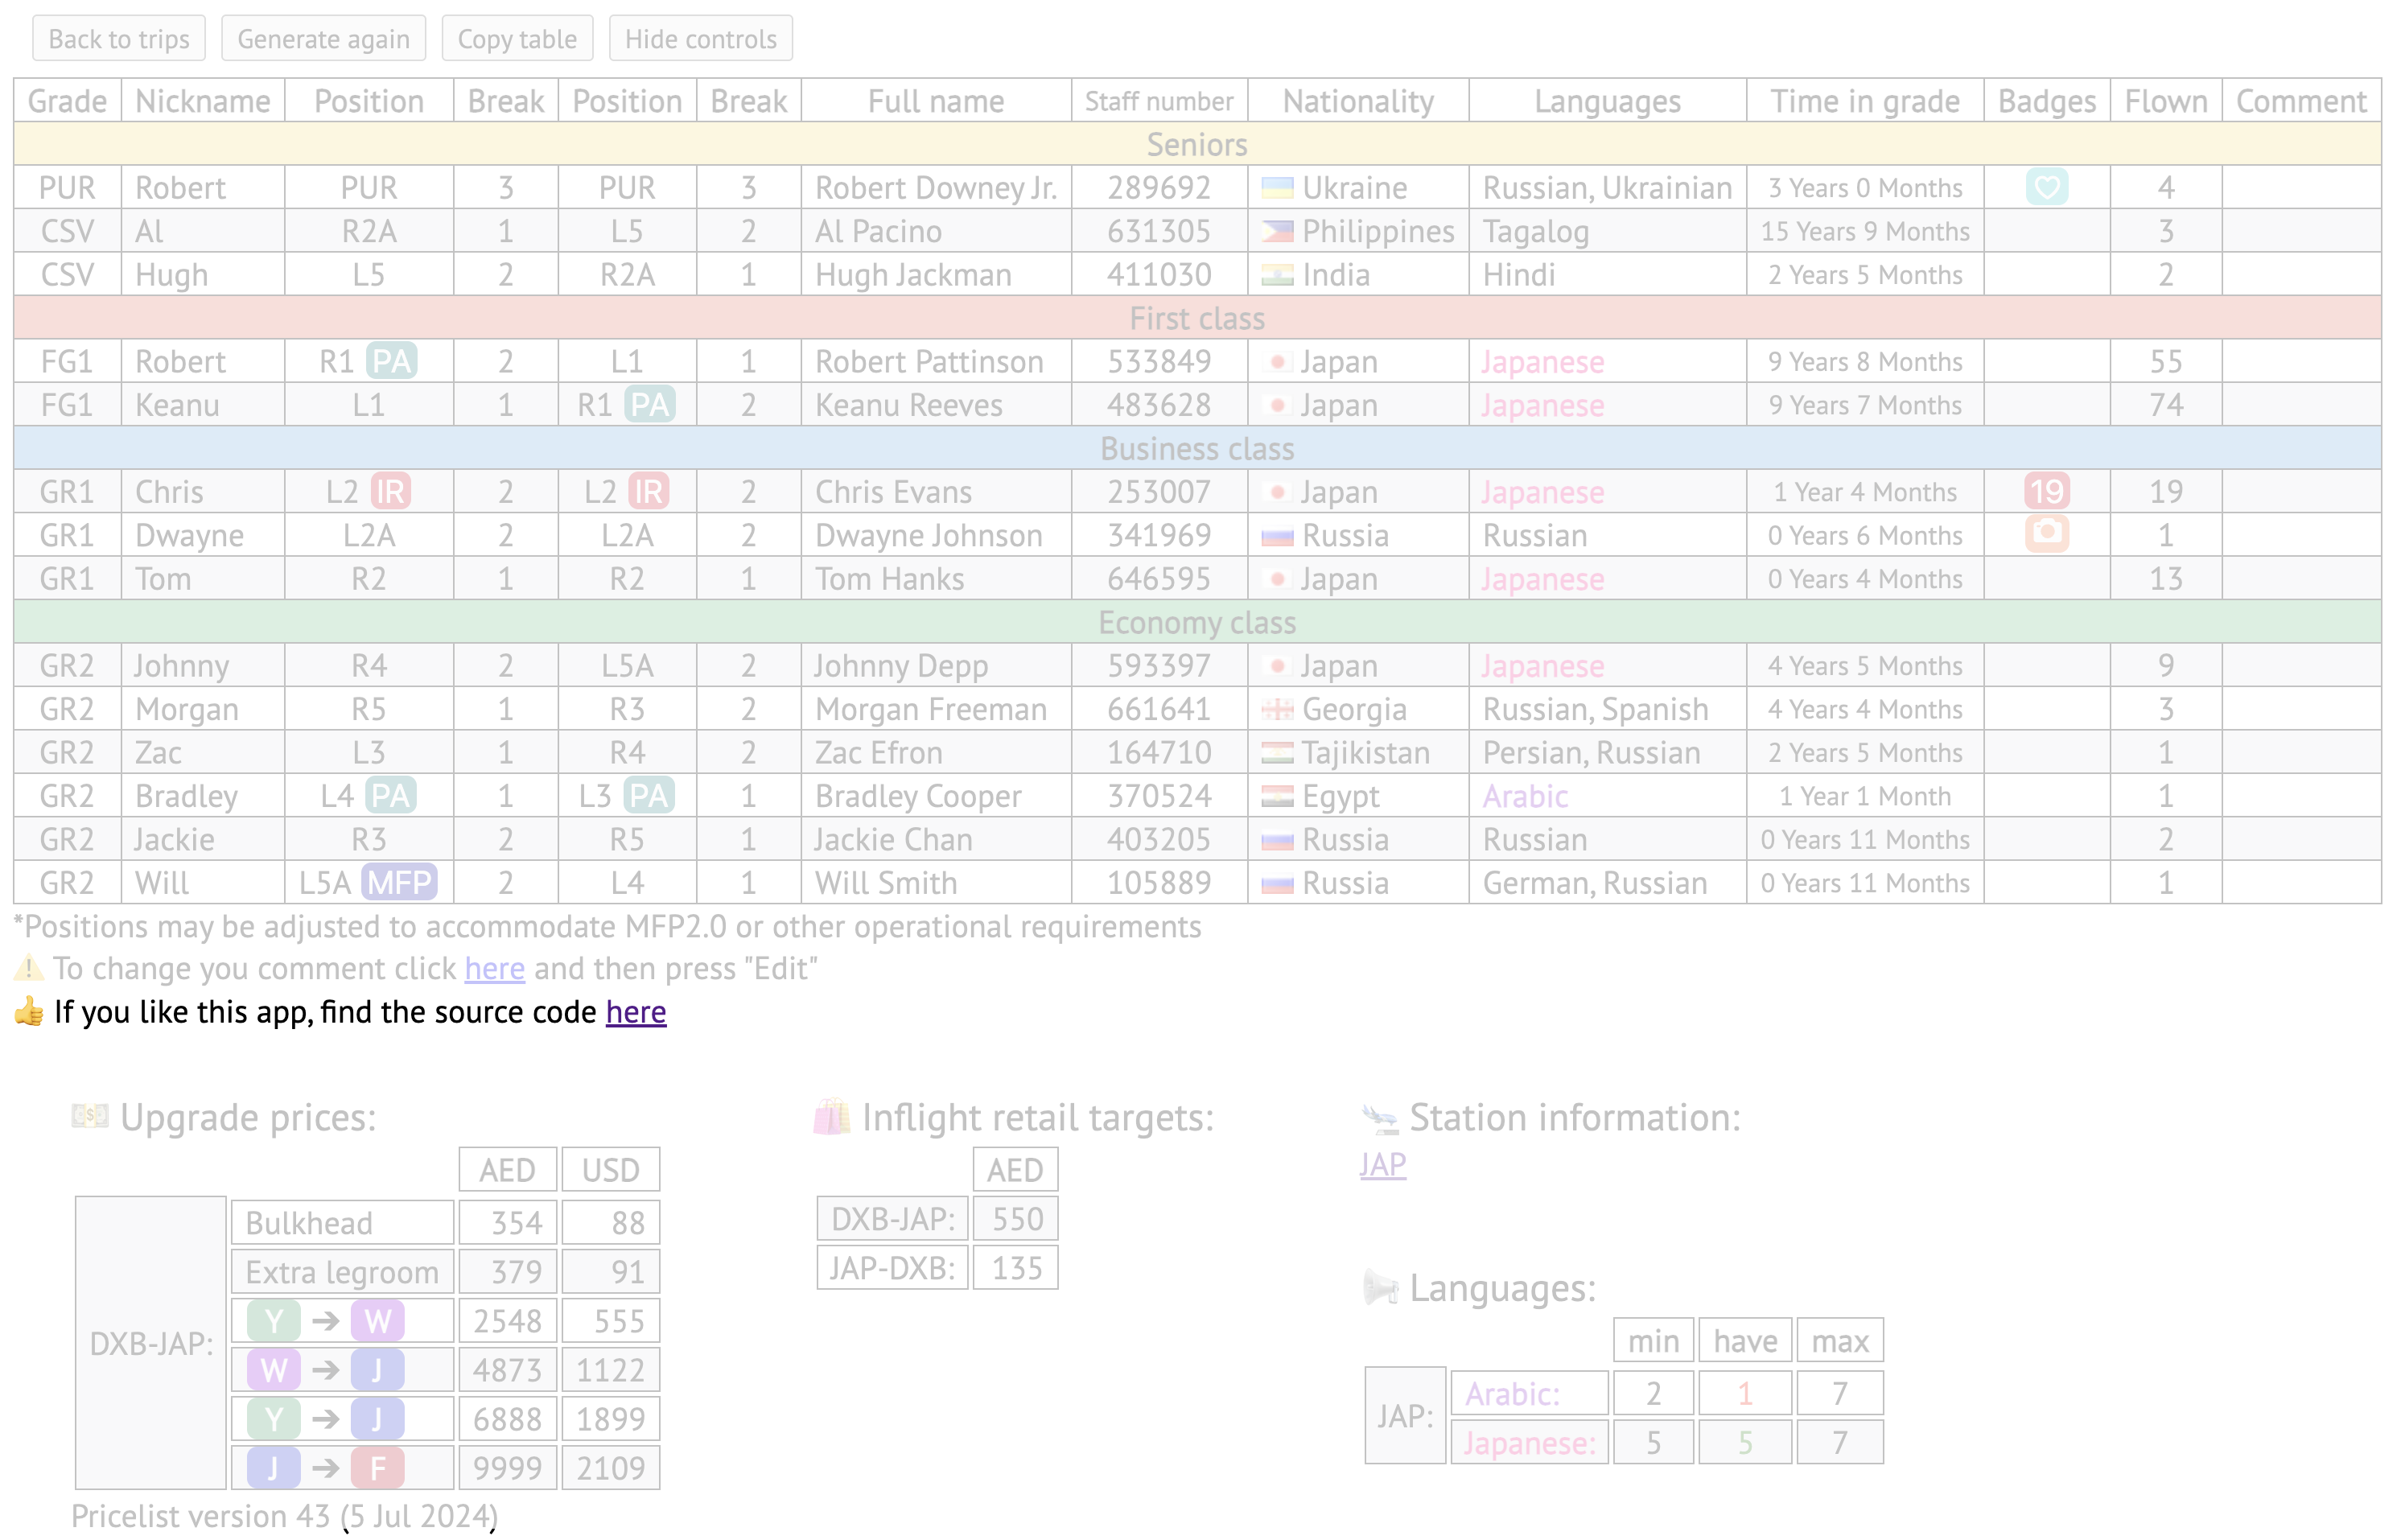 Back to trips Generate again Copy table Hide controls
Grade Nickname Position Break Position Break Full name Staff number Nationality Languages Time in grade Badges Flown Comment
Seniors
PUR Robert PUR 3 PUR 3 Robert Downey Jr. 289692 Ukraine Russian, Ukrainian 3 Years 0 Months 4
CSV Al R2A 1 L5 2 Al Pacino 631305 Philippines Tagalog 15 Years 9 Months 3
CSV Hugh L5 2 R2A 1 Hugh Jackman 411030 India Hindi 2 Years 5 Months 2
First class
FG1 Robert R1 PA 2 L1 1 Robert Pattinson 533849 Japan Japanese 9 Years 8 Months 55
FG1 Keanu L1 1 R1 PA 2 Keanu Reeves 483628 Japan Japanese 9 Years 7 Months 74
Business class
GR1 Chris L2 IR 2 L2 IR 2 Chris Evans 253007 Japan Japanese 1 Year 4 Months 19 19
GR1 Dwayne L2A 2 L2A 2 Dwayne Johnson 341969 Russia Russian 0 Years 6 Months 1
GR1 Tom R2 1 R2 1 Tom Hanks 646595 Japan Japanese 0 Years 4 Months 13
Economy class
GR2 Johnny R4 2 L5A 2 Johnny Depp 593397 Japan Japanese 4 Years 5 Months 9
GR2 Morgan R5 1 R3 2 Morgan Freeman 661641 Georgia Russian, Spanish 4 Years 4 Months 3
GR2 Zac L3 1 R4 2 Zac Efron 164710 Tajikistan Persian, Russian 2 Years 5 Months 1
GR2 Bradley L4 PA 1 L3 PA 1 Bradley Cooper 370524 Egypt Arabic 1 Year 1 Month 1
GR2 Jackie R3 2 R5 1 Jackie Chan 403205 Russia Russian 0 Years 11 Months 2
GR2 Will L5A MFP 2 L4 1 Will Smith 105889 Russia German, Russian 0 Years 11 Months 1
*Positions may be adjusted to accommodate MFP2.0 or other operational requirements
⚠️ To change you comment click here and then press "Edit"
👍 If you like this app, find the source code here
Upgrade prices:
AED USD
DXB-JAP:
Bulkhead 354 88
Extra legroom 379 91
Y ➔ W 2548 555
W ➔ J 4873 1122
Y ➔ J 6888 1899
J ➔ F 9999 2109
Pricelist version 43 (5 Jul 2024)
Inflight retail targets:
AED
DXB-JAP: 550
JAP-DXB: 135
Station information:
JAP
Languages:
min have max
JAP:
Arabic: 2 1 7
Japanese: 5 5 7